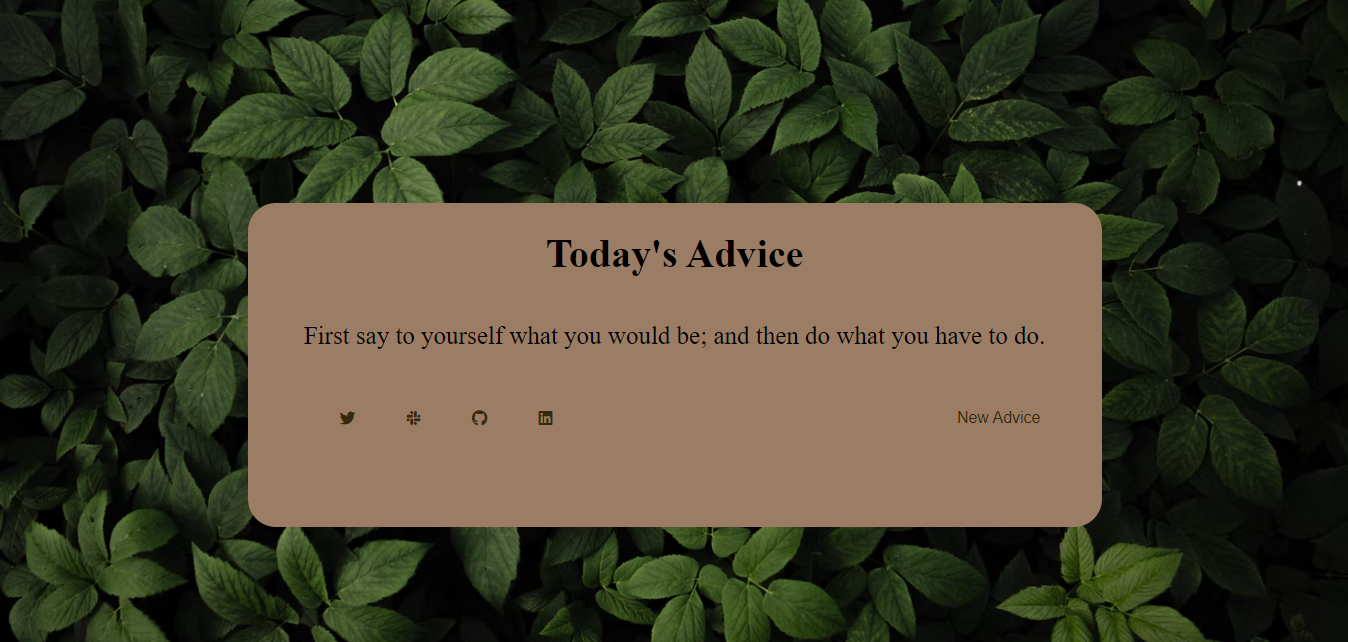 Today's Advice
First say to yourself what you would be; and then do what you have to do.
New Advice